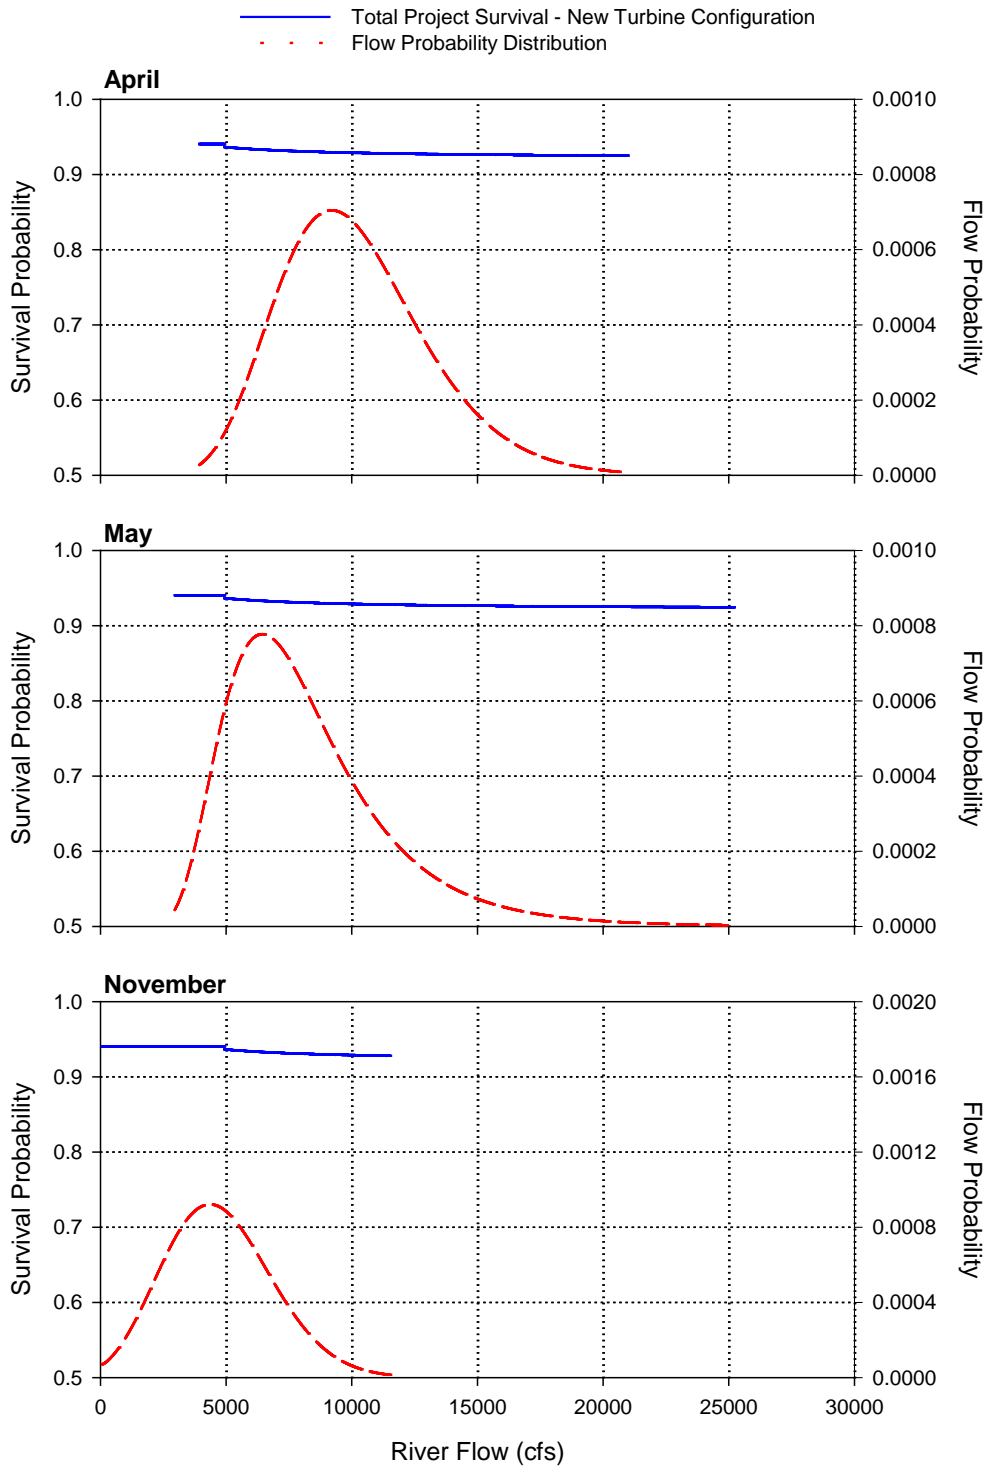 Total Project Survival - New Turbine Configuration
Flow Probability Distribution
April
1.0
0.9
0.8
0.7
0.6
0.5
Survival Probability
0.0010
0.0008
0.0006
0.0004
0.0002
0.0000
Flow Probability
May
1.0
0.9
0.8
0.7
0.6
0.5
Survival Probability
0.0010
0.0008
0.0006
0.0004
0.0002
0.0000
Flow Probability
November
1.0
0.9
0.8
0.7
0.6
0.5
Survival Probability
0.0020
0.0016
0.0012
0.0008
0.0004
0.0000
Flow Probability
0 5000 10000 15000 20000 25000 30000
River Flow (cfs)